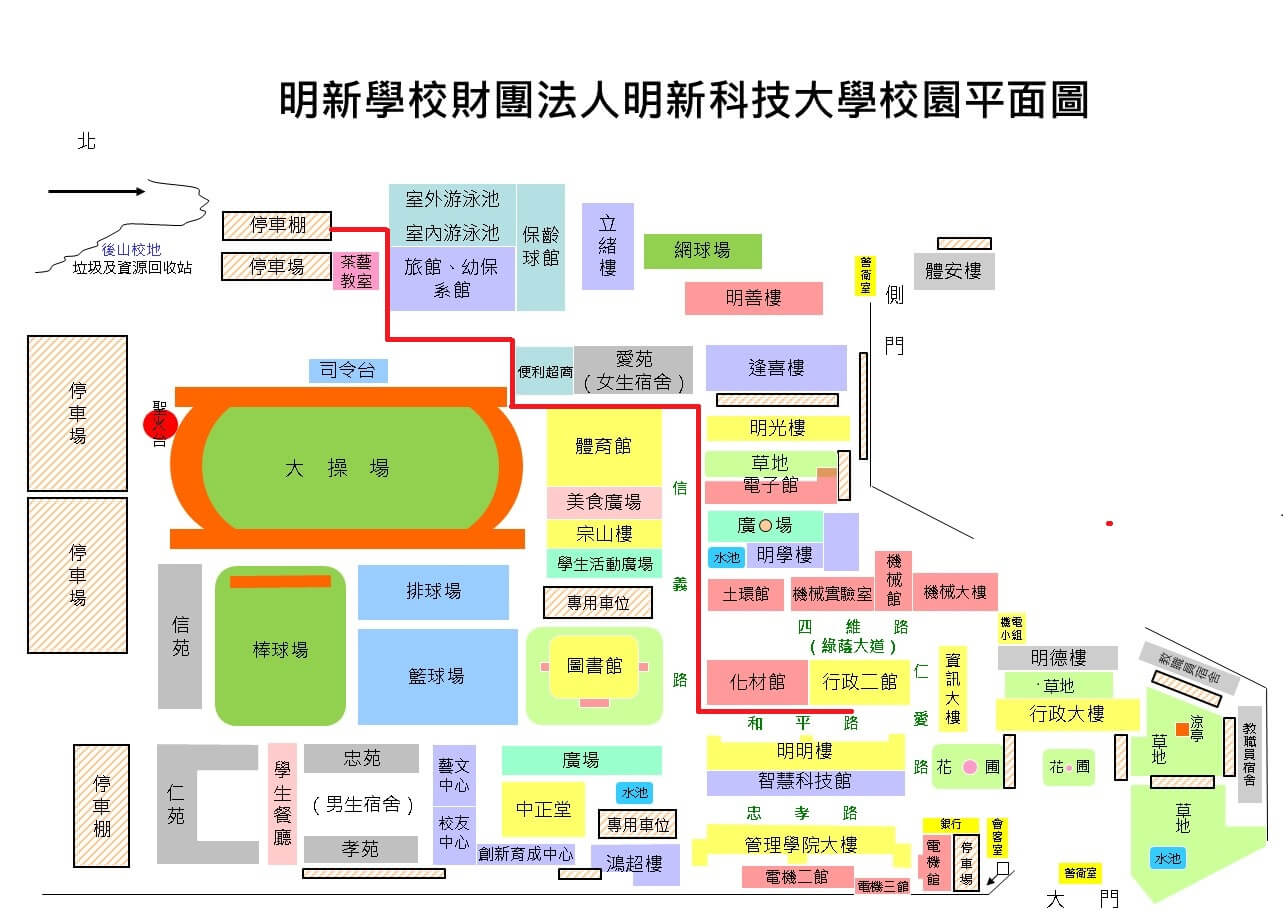 明新學校財團法人明新科技大學校園平面圖
北
後山校地
垃圾及資源回收站
停車棚
停車場
茶藝
教室
室外游泳池
室內游泳池
旅館、幼保
系館
保齡
球館
立緒樓
網球場
明善樓
警衛室
體安樓
側門
停車場
停車場
聖火台
司令台
大操場
便利超商
愛苑
(女生宿舍)
逢喜樓
明光樓
草地
電子館
體育館
美食廣場
宗山樓
學生活動廣場
專用車位
信義路
廣場
水池
明學樓
土環館
機械實驗室
機械館
機械大樓
四維路
(綠蔭大道)
信苑
棒球場
排球場
籃球場
圖書館
化材館
行政二館
仁愛路
資訊大樓
機電
小組
明德樓
草地
行政大樓
教職員宿舍
涼亭
草地
教職員宿舍
和平路
停車棚
仁苑
學生餐廳
忠苑
(男生宿舍)
孝苑
藝文
中心
校友
中心
廣場
水池
中正堂
專用車位
創新育成中心
鴻超樓
明明樓
智慧科技館
忠孝路
管理學院大樓
電機二館
電機三館
花圃
花圃
銀行
電機館
停車場
會客室
警衛室
大門
草地
水池